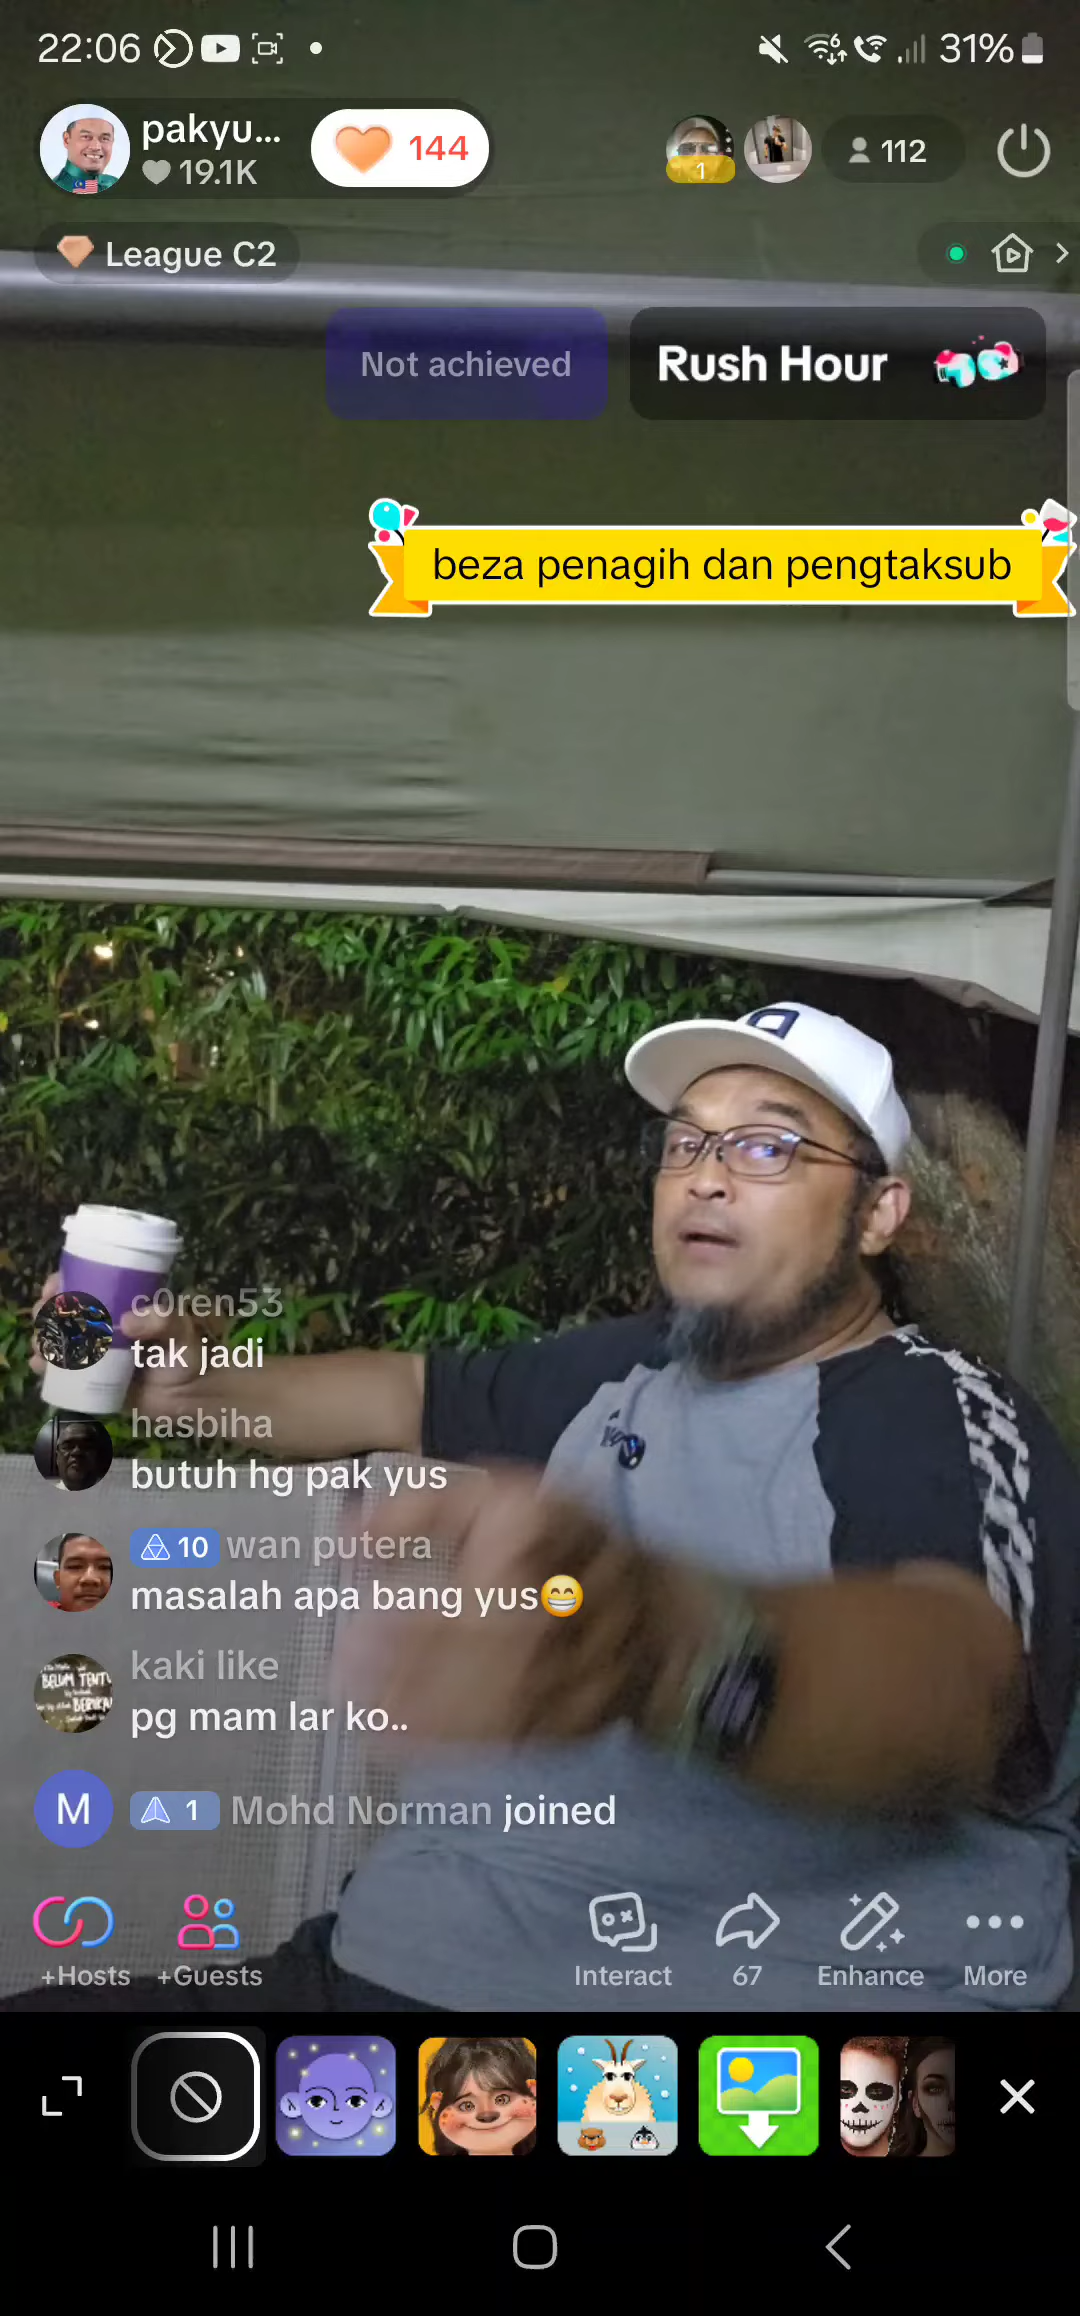 22:06
31%
pakyu...
19.1K
144
1
112
League C2
Not achieved
Rush Hour
beza penagih dan pengtaksub
c0ren53
tak jadi
hasbiha
butuh hg pak yus
10 wan putera
masalah apa bang yus😁
kaki like
pg mam lar ko..
M
1 Mohd Norman joined
+Hosts
+Guests
Interact
67
Enhance
More